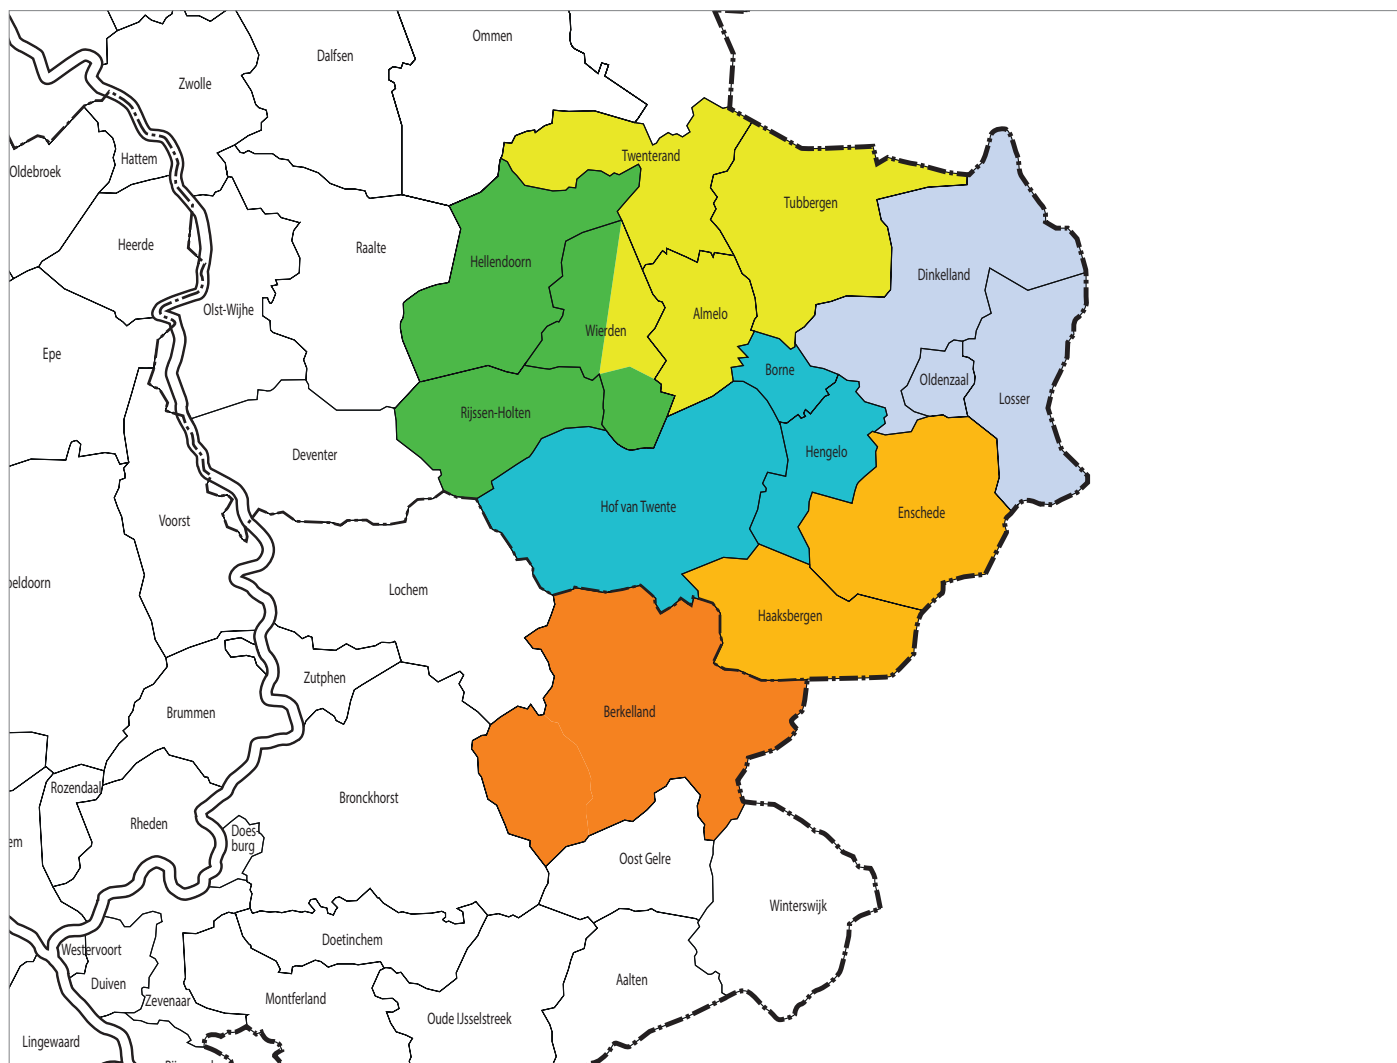 Ommen
Dalfsen
Zwolle
Hattem
Twenterand
Oldebroek
Tubbergen
Heerde
Raalte
Hellendoorn
Dinkelland
Olst-Wijhe
Almelo
Wierden
Epe
Borne
Oldenzaal
Losser
Rijssen-Holten
Deventer
Hengelo
Hof van Twente
Enschede
Voorst
peldoorn
Lochem
Haaksbergen
Zutphen
Brummen
Berkelland
Rozendaal
Bronckhorst
Rheden
Does
burg
em
Oost Gelre
Winterswijk
Doetinchem
Westervoort
Aalten
Duiven
Zevenaar
Montferland
Oude IJsselstreek
Lingewaard